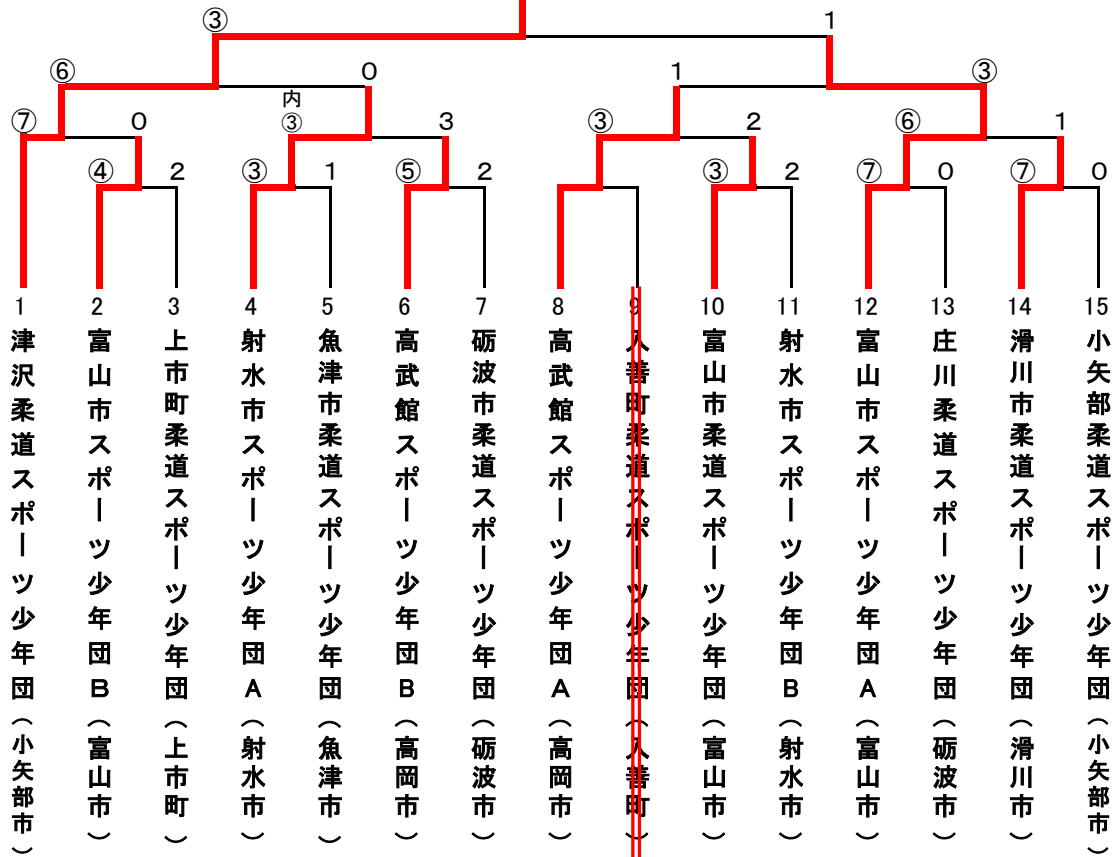 ③ 1
⑥ 0 1 ③
内
⑦ 0 ③ 3 ③ 2 ⑥ 1
④ 2 ③ 1 ⑤ 2 ③ 2 ⑦ 0 ⑦ 0
1 2 3 4 5 6 7 8 9 10 11 12 13 14 15
津沢柔道スポーツ少年団(小矢部市)
富山市スポーツ少年団B(富山市)
上市町柔道スポーツ少年団(上市町)
射水市スポーツ少年団A(射水市)
魚津市柔道スポーツ少年団(魚津市)
高武館スポーツ少年団B(高岡市)
砺波市柔道スポーツ少年団(砺波市)
高武館スポーツ少年団A(高岡市)
入善町柔道スポーツ少年団(入善町)
富山市柔道スポーツ少年団(富山市)
射水市スポーツ少年団B(射水市)
富山市スポーツ少年団A(富山市)
庄川柔道スポーツ少年団(砺波市)
滑川市柔道スポーツ少年団(滑川市)
小矢部柔道スポーツ少年団(小矢部市)